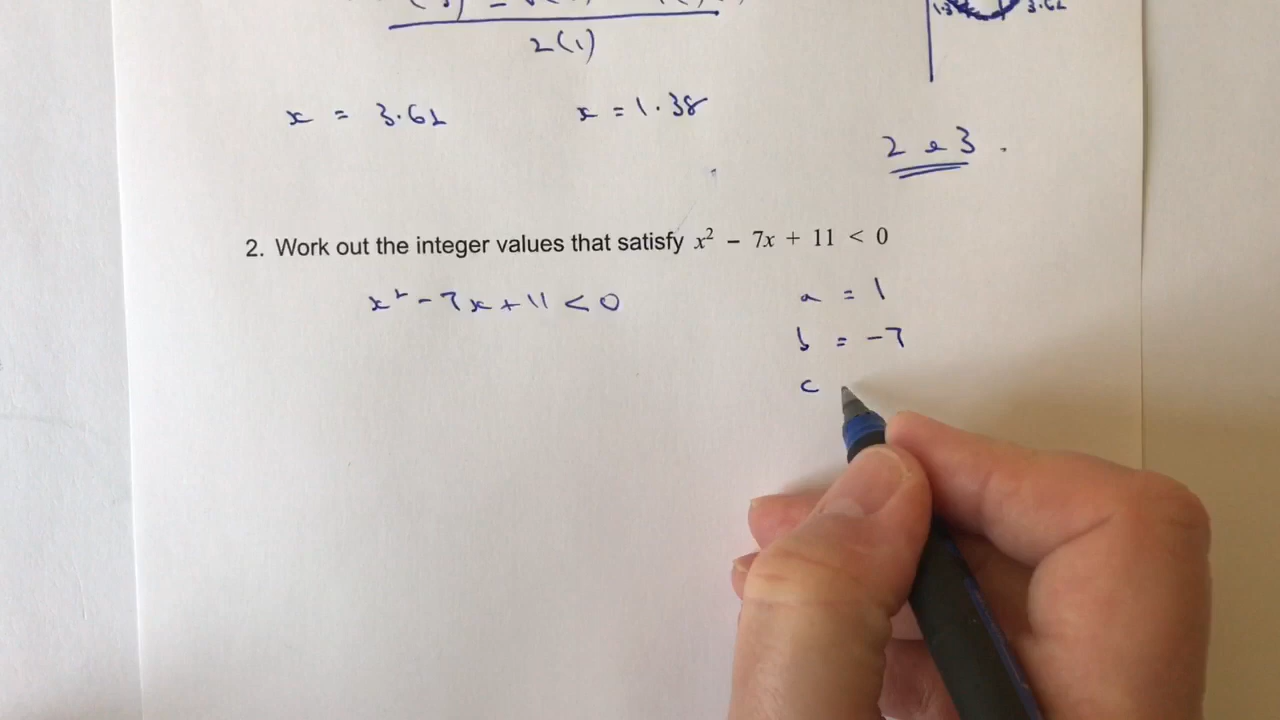 2(1)
x = 3.62 x = 1.38
2 & 3.
2. Work out the integer values that satisfy x² − 7x + 11 < 0
x² - 7x + 11 < 0 a = 1
b = -7
c